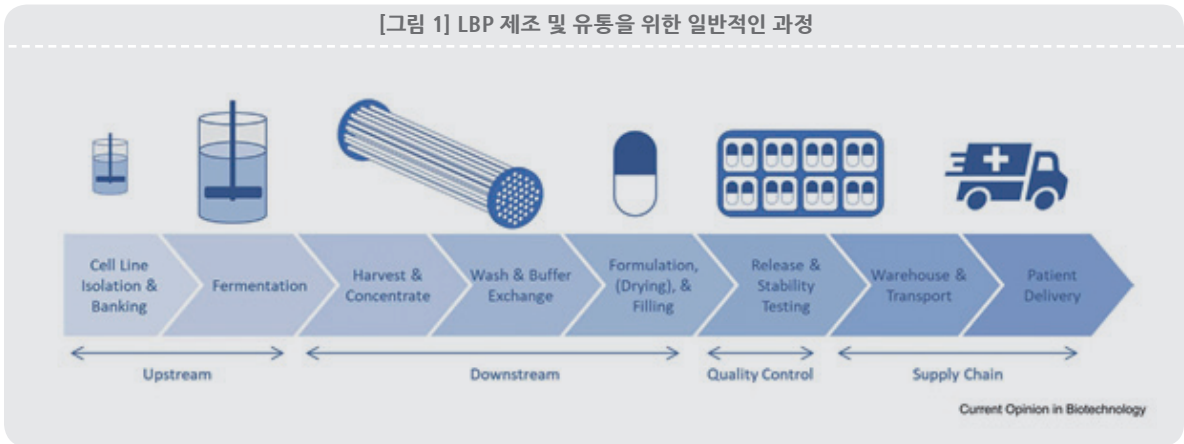 [그림 1] LBP 제조 및 유통을 위한 일반적인 과정
Cell Line
Isolation &
Banking
Fermentation
Harvest &
Concentrate
Wash & Buffer
Exchange
Formulation,
(Drying), &
Filling
Release &
Stability
Testing
Warehouse &
Transport
Patient
Delivery
Upstream
Downstream
Quality Control
Supply Chain
Current Opinion in Biotechnology